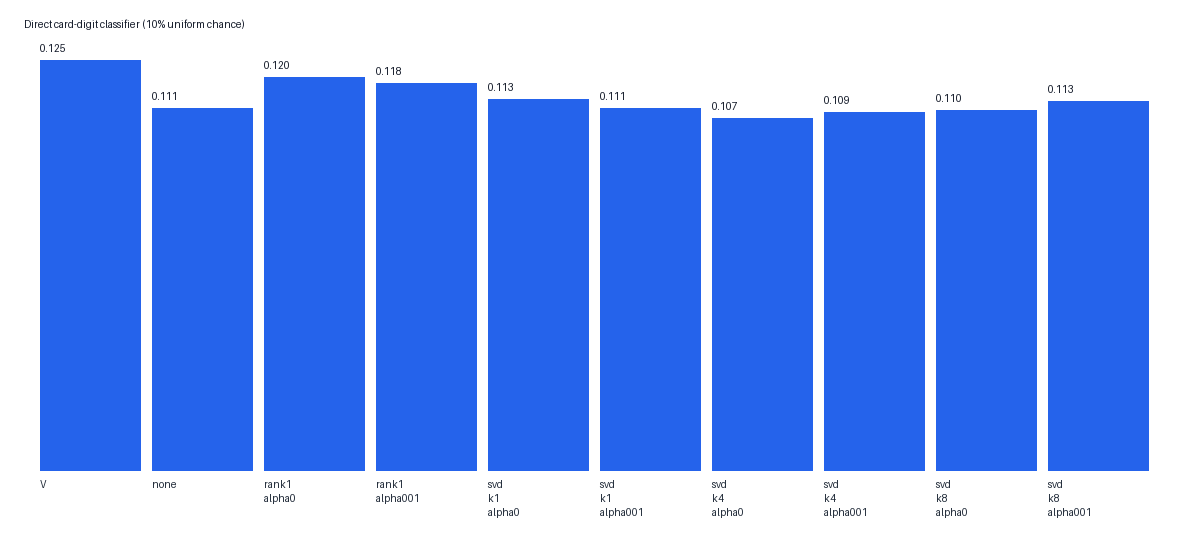 Direct card-digit classifier (10% uniform chance)
0.125
0.111
0.120
0.118
0.113
0.111
0.107
0.109
0.110
0.113
V
none
rank1
alpha0
rank1
alpha001
svd
k1
alpha0
svd
k1
alpha001
svd
k4
alpha0
svd
k4
alpha001
svd
k8
alpha0
svd
k8
alpha001